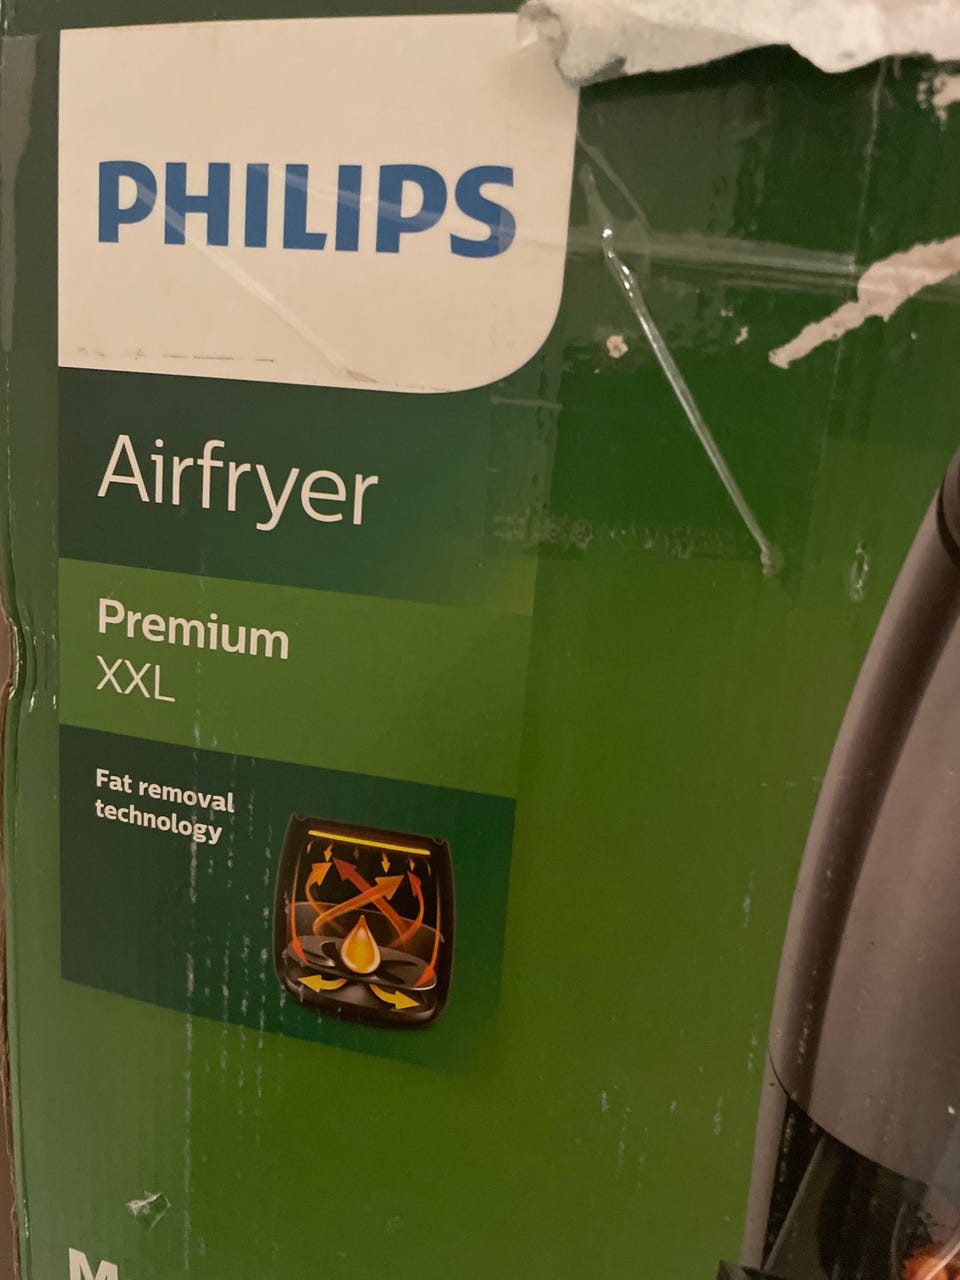 PHILIPS
Airfryer
Premium
XXL
Fat removal
technology